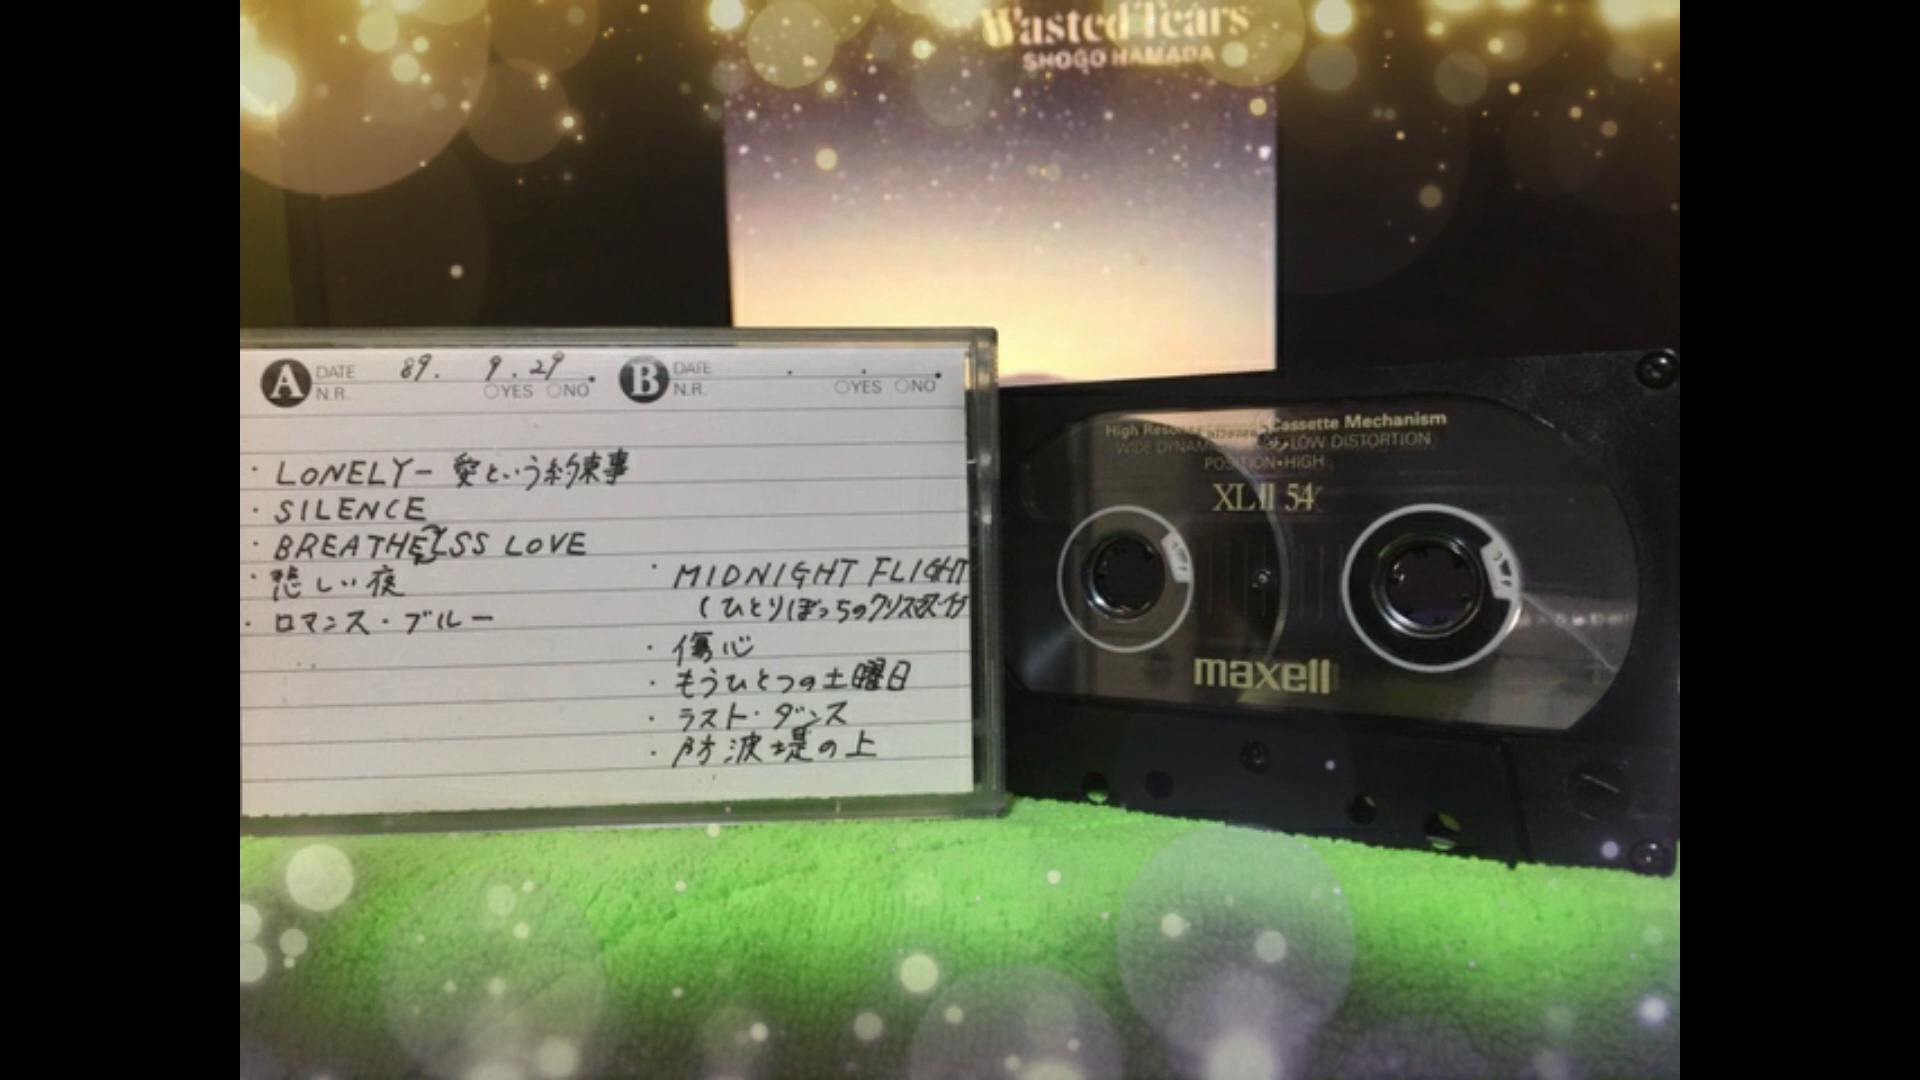 Wasted Tears
SHOGO HAMADA
A DATE 89. 9. 29
N.R. ○YES ○NO
B DATE . .
N.R. ○YES ○NO
・LONELY－愛という約束事
・SILENCE
・BREATHELSS LOVE
・悲しい夜
・ロマンス・ブルー
・MIDNIGHT FLIGHT
(ひとりぼっちのクリスマス・イブ
・傷心
・もうひとつの土曜日
・ラスト・ダンス
・防波堤の上
Cassette Mechanism
LOW DISTORTION
POSITION•HIGH
XLII 54
maxell